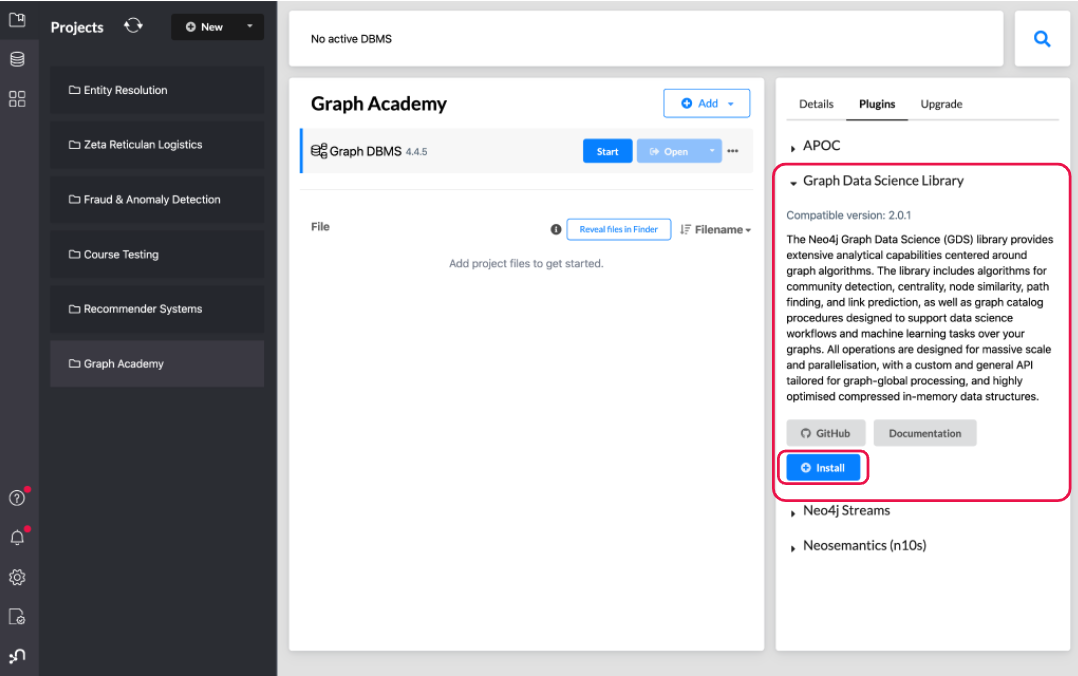 Projects
New
Entity Resolution
Zeta Reticulan Logistics
Fraud & Anomaly Detection
Course Testing
Recommender Systems
Graph Academy
No active DBMS
Graph Academy
Add
Graph DBMS 4.4.5
Start
Open
File
Reveal files in Finder
Filename
Add project files to get started.
Details
Plugins
Upgrade
APOC
Graph Data Science Library
Compatible version: 2.0.1
The Neo4j Graph Data Science (GDS) library provides
extensive analytical capabilities centered around
graph algorithms. The library includes algorithms for
community detection, centrality, node similarity, path
finding, and link prediction, as well as graph catalog
procedures designed to support data science
workflows and machine learning tasks over your
graphs. All operations are designed for massive scale
and parallelisation, with a custom and general API
tailored for graph-global processing, and highly
optimised compressed in-memory data structures.
GitHub
Documentation
Install
Neo4j Streams
Neosemantics (n10s)